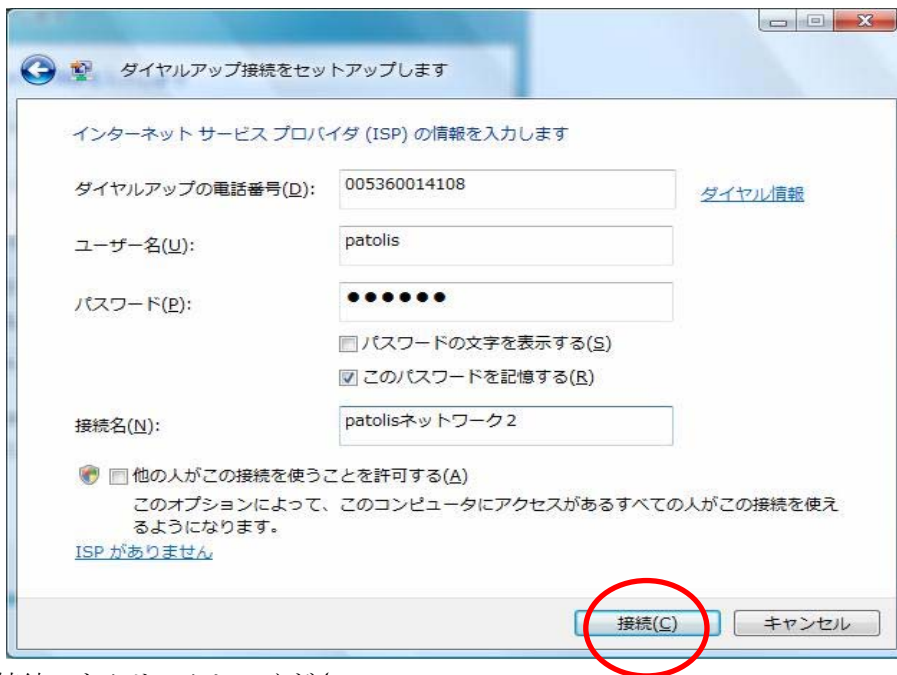 ダイヤルアップ接続をセットアップします
インターネット サービス プロバイダ (ISP) の情報を入力します
ダイヤルアップの電話番号(D): 005360014108 ダイヤル情報
ユーザー名(U): patolis
パスワード(P): ●●●●●●
パスワードの文字を表示する(S)
このパスワードを記憶する(R)
接続名(N): patolisネットワーク2
他の人がこの接続を使うことを許可する(A)
このオプションによって、このコンピュータにアクセスがあるすべての人がこの接続を使え
るようになります。
ISP がありません
接続(C) キャンセル